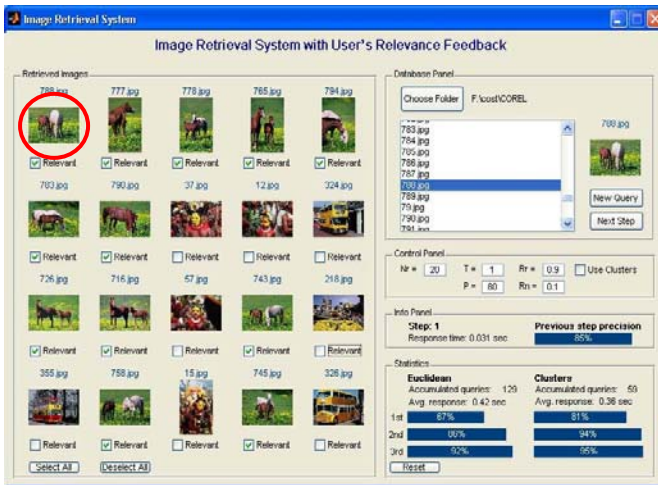 Image Retrieval System
Image Retrieval System with User's Relevance Feedback
Retrieved Images
788.jpg 777.jpg 778.jpg 765.jpg 794.jpg
Relevant Relevant Relevant Relevant Relevant
703.jpg 790.jpg 37.jpg 12.jpg 324.jpg
Relevant Relevant Relevant Relevant Relevant
726.jpg 716.jpg 57.jpg 743.jpg 218.jpg
Relevant Relevant Relevant Relevant Relevant
355.jpg 758.jpg 15.jpg 745.jpg 326.jpg
Relevant Relevant Relevant Relevant Relevant
Select All Deselect All
Database Panel
Choose Folder F:\cost\COREL
783.jpg
784.jpg
785.jpg
786.jpg
787.jpg
788.jpg
789.jpg
79.jpg
790.jpg
791.jpg
788.jpg
New Query
Next Step
Control Panel
Nr = 20 T = 1 Rr = 0.9 Use Clusters
P = 80 Rn = 0.1
Info Panel
Step: 1 Previous step precision
Response time: 0.031 sec 85%
Statistics
Euclidean Clusters
Accumulated queries: 129 Accumulated queries: 59
Avg. response: 0.42 sec Avg. response: 0.36 sec
1st 67% 81%
2nd 94%
3rd 92% 95%
Reset